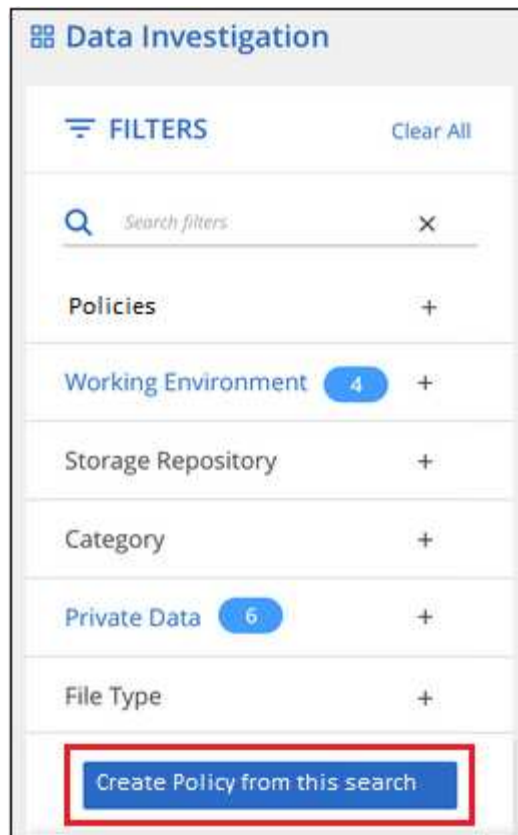 Data Investigation
FILTERS Clear All
Search filters ×
Policies +
Working Environment 4 +
Storage Repository +
Category +
Private Data 6 +
File Type +
Create Policy from this search